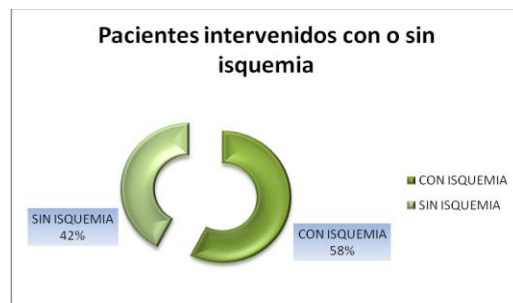 Pacientes intervenidos con o sin
isquemia
SIN ISQUEMIA
42%
CON ISQUEMIA
58%
CON ISQUEMIA
SIN ISQUEMIA